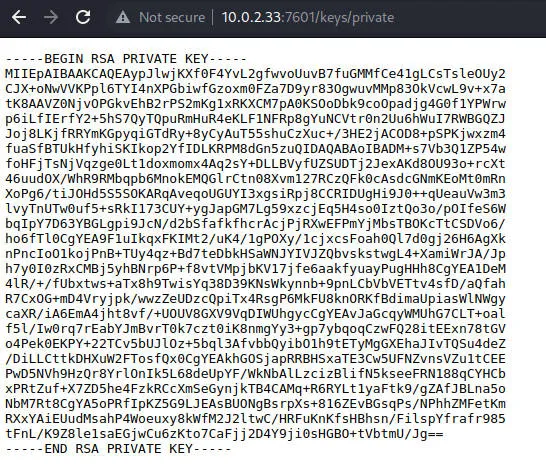 Not secure | 10.0.2.33:7601/keys/private
-----BEGIN RSA PRIVATE KEY-----
MIIEpAIBAAKCAQEAypJlwjKXf0F4YvL2gfwvoUuvB7fuGMMfCe41gLCsTsleOUy2
CJX+oNwVVKPpl6TYI4nXPGbiwfGzoxm0FZa7D9yr83OgwuvMMp83OkVcwL9v+x7a
tK8AAVZ0NjvOPGkvEhB2rPS2mKg1xRKXCM7pA0KSOoDbk9coOpadjg4G0f1YPWrw
p6iLfIErfY2+5hS7QyTQpuRmHuR4eKLF1NFRp8gYuNCVtr0n2Uu6hWuI7RWBGQZJ
Joj8LKjfRRYmKGpyqiGTdRy+8yCyAuT55shuCzXuc+/3HE2jACOD8+pSPKjwxzm4
fuaSfBTUkHfyhiSKIkop2YfIDLKRPM8dGn5zuQIDAQABAoIBADM+s7Vb3Q1ZP54w
foHFjTsNjVqzge0Lt1doxmomx4Aq2sY+DLLBVyfUZSUDTj2JexAKd8OU93o+rcXt
46uudOX/WhR9RMbqpb6MnokEMQGlrCtn08Xvm127RCzQFk0cAsdcGNmKEoMt0mRn
XoPg6/tiJOHd5S5SOKARqAveqoUGUYI3xgsiRpj8CCRIDUgHi9J0++qUeauVw3m3
lvyTnUTw0uf5+sRkI173CUY+ygJapGM7Lg59xzcjEq5H4so0IztQo3o/pOIfeS6W
bqIpY7D63YBGLgpi9JcN/d2bSfafkfhcrAcjPjRXwEFPmYjMbsTBOKcTtCSDVo6/
ho6fTl0CgYEA9F1uIkqxFKIMt2/uK4/1gPOXy/1cjxcsFoah0Ql7d0gj26H6AgXk
nPncIoO1kojPnB+TUy4qz+Bd7teDbkHSaWNJYIVJZQbvskstwgL4+XamiWrJA/Jp
h7y0I0zRxCMBj5yhBNrp6P+f8vtVMpjbKV17jfe6aakfyuayPugHHh8CgYEA1DeM
4lR/+/fUbxtws+aTx8h9TwisYq38D39KNsWkynnb+9pnLCbVbVETtv4sfD/aQfah
R7CxOG+mD4Vryjpk/wwzZeUDzcQpiTx4RsgP6MkFU8knORKfBdimaUpiasWlNWgy
caXR/iA6EmA4jht8vf/+UOUV8GXV9VqDIWUhgycCgYEAvJaGcqyWMUhG7CLT+oal
f5l/Iw0rq7rEabYJmBvrT0k7czt0iK8nmgYy3+gp7ybqoqCzwFQ28itEExn78tGV
o4Pek0EKPY+22TCv5bUJlOz+5bql3AfvbbQyibO1h9tETyMgGXEhaJIvTQSu4deZ
/DiLLCttkDHXuW2FTosfQx0CgYEAkhGOSjapRRBHSxaTE3Cw5UFNZvnsVZu1tCEE
PwD5NVh9HzQr8YrlOnIk5L68deUpYF/WkNbAlLzcizBlifN5kseeFRN188qCYHCb
xPRtZuf+X7ZD5he4FzkRCcXmSeGynjkTB4CAMq+R6RYLt1yaFtk9/gZAfJBLna5o
NbM7Rt8CgYA5oPRfIpKZ5G9LJEAsBUONgBsrpXs+816ZEvBGsqPs/NPhhZMFetKm
RXxYAiEUudMsahP4Woeuxy8kWfM2J2ltwC/HRFuKnKfsHBhsn/FilspYfrafr985
tFnL/K9Z8le1saEGjwCu6zKto7CaFjj2D4Y9ji0sHGBO+tVbtmU/Jg==
-----END RSA PRIVATE KEY-----